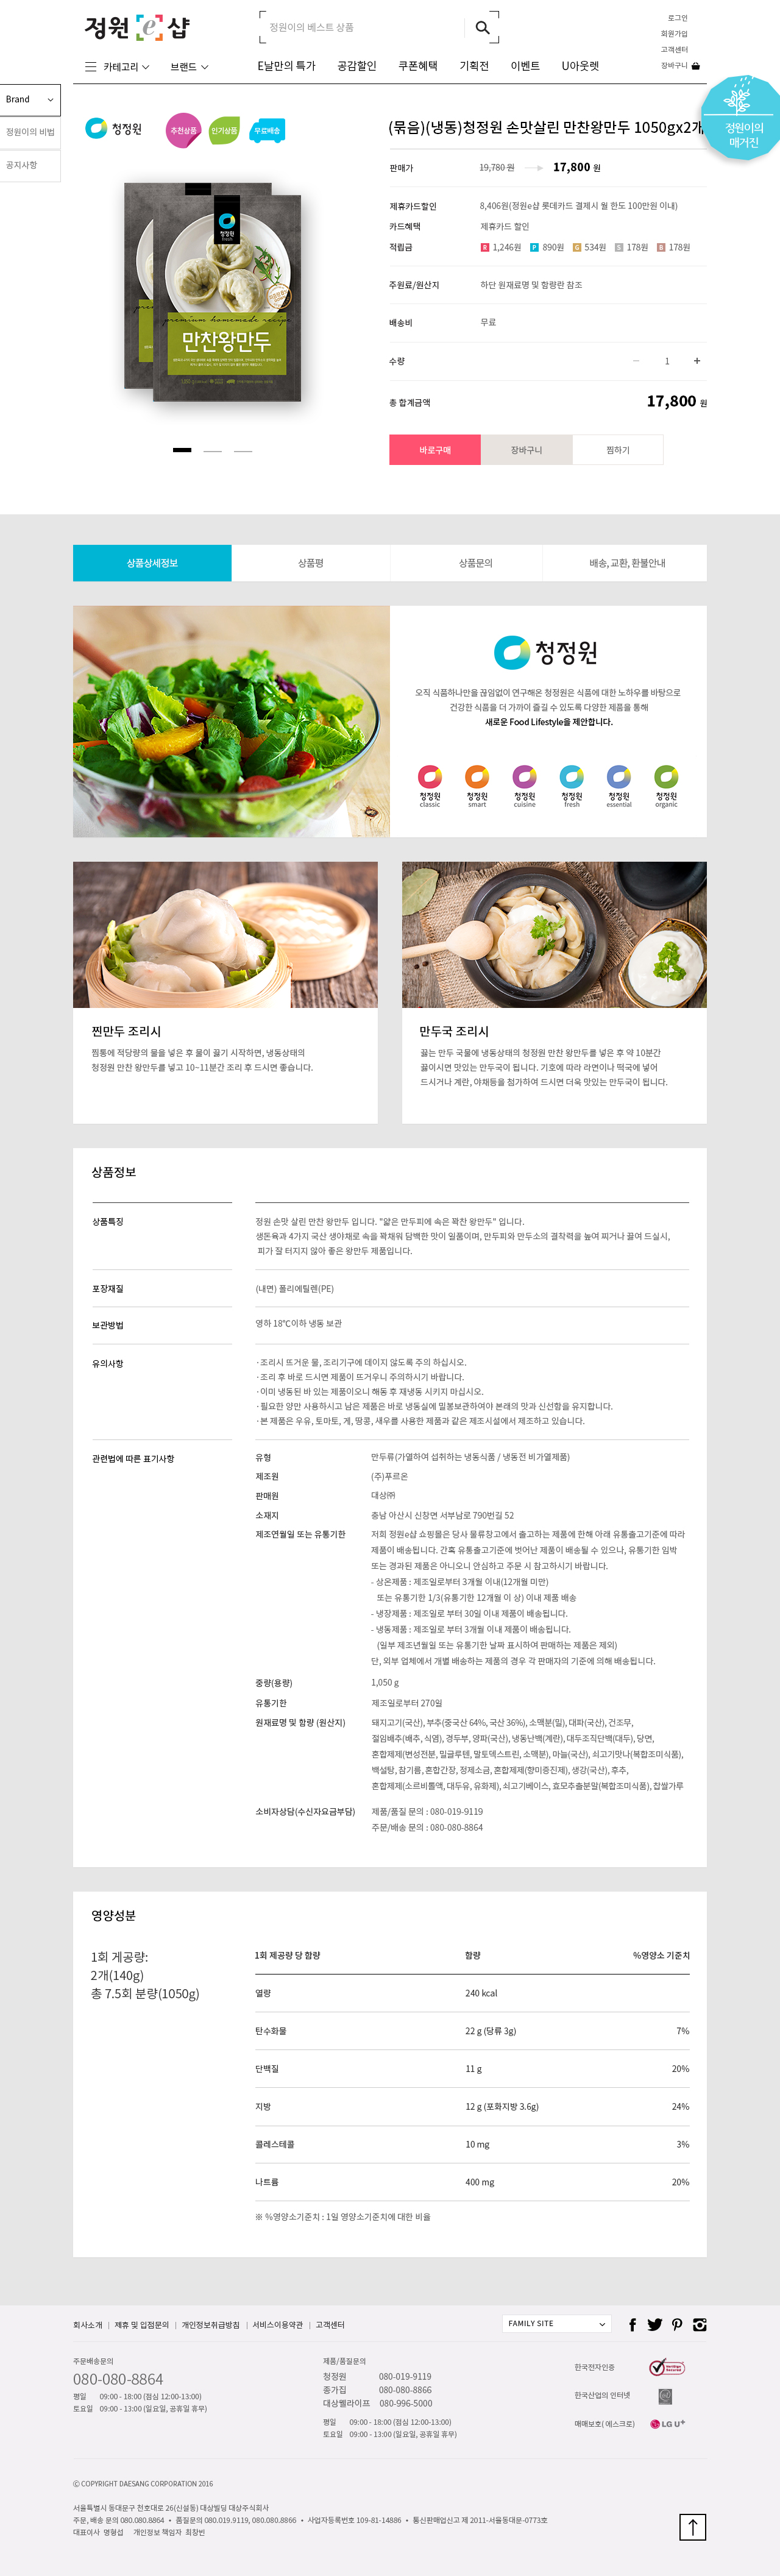 정원 e 샵
정원이의 베스트 상품
로그인
회원가입
고객센터
장바구니
카테고리
브랜드
E날만의 특가
공감할인
쿠폰혜택
기획전
이벤트
U아웃렛
Brand
정원이의 비법
공지사항
정원이의
매거진
청정원
추천상품
인기상품
무료배송
청정원
fresh
premium homemade recipe
만찬왕만두
(묶음)(냉동)청정원 손맛살린 만찬왕만두 1050gx2개
판매가 19,780 원 17,800 원
제휴카드할인 8,406원(정원e샵 롯데카드 결제시 월 한도 100만원 이내)
카드혜택 제휴카드 할인
적립금 R 1,246원 P 890원 G 534원 S 178원 B 178원
주원료/원산지 하단 원재료명 및 함량란 참조
배송비 무료
수량 − 1 +
총 합계금액 17,800 원
바로구매 장바구니 찜하기
상품상세정보 상품평 상품문의 배송, 교환, 환불안내
청정원
오직 식품하나만을 끊임없이 연구해온 청정원은 식품에 대한 노하우를 바탕으로
건강한 식품을 더 가까이 즐길 수 있도록 다양한 제품을 통해
새로운 Food Lifestyle을 제안합니다.
청정원 청정원 청정원 청정원 청정원 청정원
classic smart cuisine fresh essential organic
찐만두 조리시
찜통에 적당량의 물을 넣은 후 물이 끓기 시작하면, 냉동상태의
청정원 만찬 왕만두를 넣고 10~11분간 조리 후 드시면 좋습니다.
만두국 조리시
끓는 만두 국물에 냉동상태의 청정원 만찬 왕만두를 넣은 후 약 10분간
끓이시면 맛있는 만두국이 됩니다. 기호에 따라 라면이나 떡국에 넣어
드시거나 계란, 야채등을 첨가하여 드시면 더욱 맛있는 만두국이 됩니다.
상품정보
상품특징 정원 손맛 살린 만찬 왕만두 입니다. "얇은 만두피에 속은 꽉찬 왕만두" 입니다.
생돈육과 4가지 국산 생야채로 속을 꽉채워 담백한 맛이 일품이며, 만두피와 만두소의 결착력을 높여 찌거나 끓여 드실시,
피가 잘 터지지 않아 좋은 왕만두 제품입니다.
포장재질 (내면) 폴리에틸렌(PE)
보관방법 영하 18℃이하 냉동 보관
유의사항 · 조리시 뜨거운 물, 조리기구에 데이지 않도록 주의 하십시오.
· 조리 후 바로 드시면 제품이 뜨거우니 주의하시기 바랍니다.
· 이미 냉동된 바 있는 제품이오니 해동 후 재냉동 시키지 마십시오.
· 필요한 양만 사용하시고 남은 제품은 바로 냉동실에 밀봉보관하여야 본래의 맛과 신선함을 유지합니다.
· 본 제품은 우유, 토마토, 게, 땅콩, 새우를 사용한 제품과 같은 제조시설에서 제조하고 있습니다.
관련법에 따른 표기사항 유형 만두류(가열하여 섭취하는 냉동식품 / 냉동전 비가열제품)
제조원 (주)푸르온
판매원 대상㈜
소재지 충남 아산시 신창면 서부남로 790번길 52
제조연월일 또는 유통기한 저희 정원e샵 쇼핑몰은 당사 물류창고에서 출고하는 제품에 한해 아래 유통출고기준에 따라
제품이 배송됩니다. 간혹 유통출고기준에 벗어난 제품이 배송될 수 있으나, 유통기한 임박
또는 경과된 제품은 아니오니 안심하고 주문 시 참고하시기 바랍니다.
- 상온제품 : 제조일로부터 3개월 이내(12개월 미만)
또는 유통기한 1/3(유통기한 12개월 이 상) 이내 제품 배송
- 냉장제품 : 제조일로 부터 30일 이내 제품이 배송됩니다.
- 냉동제품 : 제조일로 부터 3개월 이내 제품이 배송됩니다.
(일부 제조년월일 또는 유통기한 날짜 표시하여 판매하는 제품은 제외)
단, 외부 업체에서 개별 배송하는 제품의 경우 각 판매자의 기준에 의해 배송됩니다.
중량(용량) 1,050 g
유통기한 제조일로부터 270일
원재료명 및 함량 (원산지) 돼지고기(국산), 부추(중국산 64%, 국산 36%), 소맥분(밀), 대파(국산), 건조무,
절임배추(배추, 식염), 경두부, 양파(국산), 냉동난백(계란), 대두조직단백(대두), 당면,
혼합제제(변성전분, 밀글루텐, 말토덱스트린, 소맥분), 마늘(국산), 쇠고기맛나(복합조미식품),
백설탕, 참기름, 혼합간장, 정제소금, 혼합제제(향미증진제), 생강(국산), 후추,
혼합제제(소르비톨액, 대두유, 유화제), 쇠고기베이스, 효모추출분말(복합조미식품), 찹쌀가루
소비자상담(수신자요금부담) 제품/품질 문의 : 080-019-9119
주문/배송 문의 : 080-080-8864
영양성분
1회 게공량:
2개(140g)
총 7.5회 분량(1050g)
1회 제공량 당 함량 함량 %영양소 기준치
열량 240 kcal
탄수화물 22 g (당류 3g) 7%
단백질 11 g 20%
지방 12 g (포화지방 3.6g) 24%
콜레스테콜 10 mg 3%
나트륨 400 mg 20%
※ %영양소기준치 : 1일 영양소기준치에 대한 비율
회사소개 | 제휴 및 입점문의 | 개인정보취급방침 | 서비스이용약관 | 고객센터
FAMILY SITE
주문배송문의
080-080-8864
평일 09:00 - 18:00 (점심 12:00-13:00)
토요일 09:00 - 13:00 (일요일, 공휴일 휴무)
제품/품질문의
청정원 080-019-9119
종가집 080-080-8866
대상웰라이프 080-996-5000
평일 09:00 - 18:00 (점심 12:00-13:00)
토요일 09:00 - 13:00 (일요일, 공휴일 휴무)
한국전자인증
한국산업의 인터넷
매매보호( 에스크로) LG U+
ⓒ COPYRIGHT DAESANG CORPORATION 2016
서울특별시 동대문구 천호대로 26(신설동) 대상빌딩 대상주식회사
주문, 배송 문의 080.080.8864 • 품질문의 080.019.9119, 080.080.8866 • 사업자등록번호 109-81-14886 • 통신판매업신고 제 2011-서울동대문-0773호
대표이사 명형섭 개인정보 책임자 최창빈